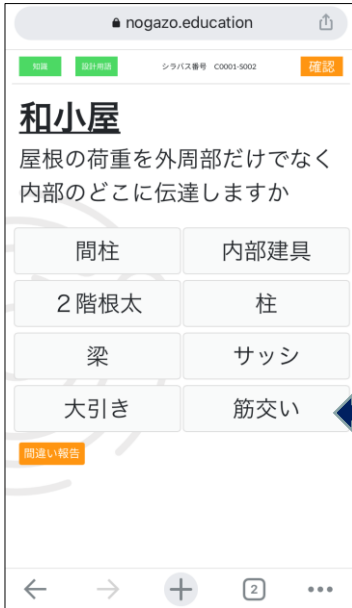 nogazo.education
知識 設計用語 シラバス番号 C0001-S002 確認
和小屋
屋根の荷重を外周部だけでなく
内部のどこに伝達しますか
間柱 内部建具
２階根太 柱
梁 サッシ
大引き 筋交い
間違い報告
2